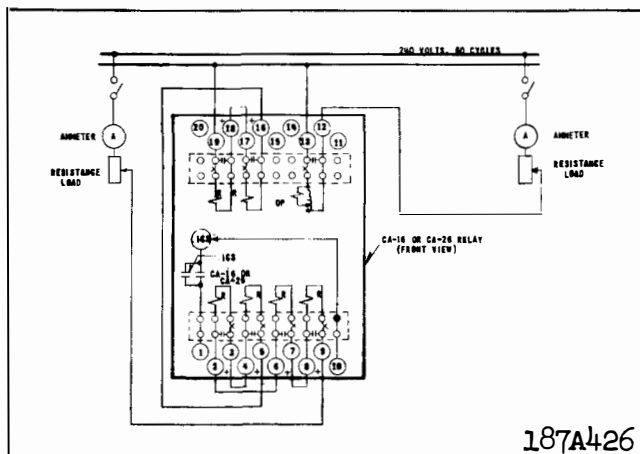 240 VOLTS, 60 CYCLES
A
AMMETER
RESISTANCE
LOAD
A
AMMETER
RESISTANCE
LOAD
20 + 18 + 16 14 12
19 17 15 13 11
R R
OP
CA-16 OR CA-26 RELAY
(FRONT VIEW)
ICS
ICS
CA-16 OR
CA-26
R R R R
1 3 5 7 9
2 + 4 + 6 + 8 + 10
187A426